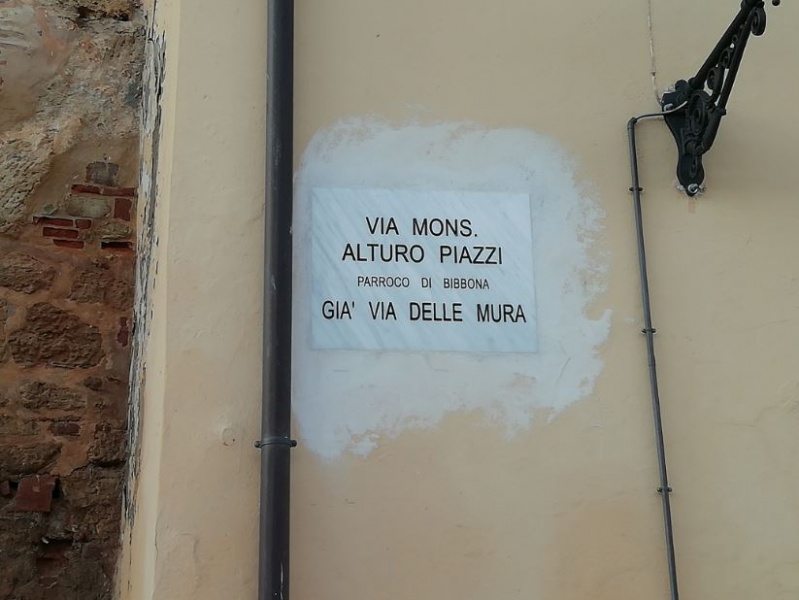 VIA MONS.
ALTURO PIAZZI
PARROCO DI BIBBONA
GIA' VIA DELLE MURA